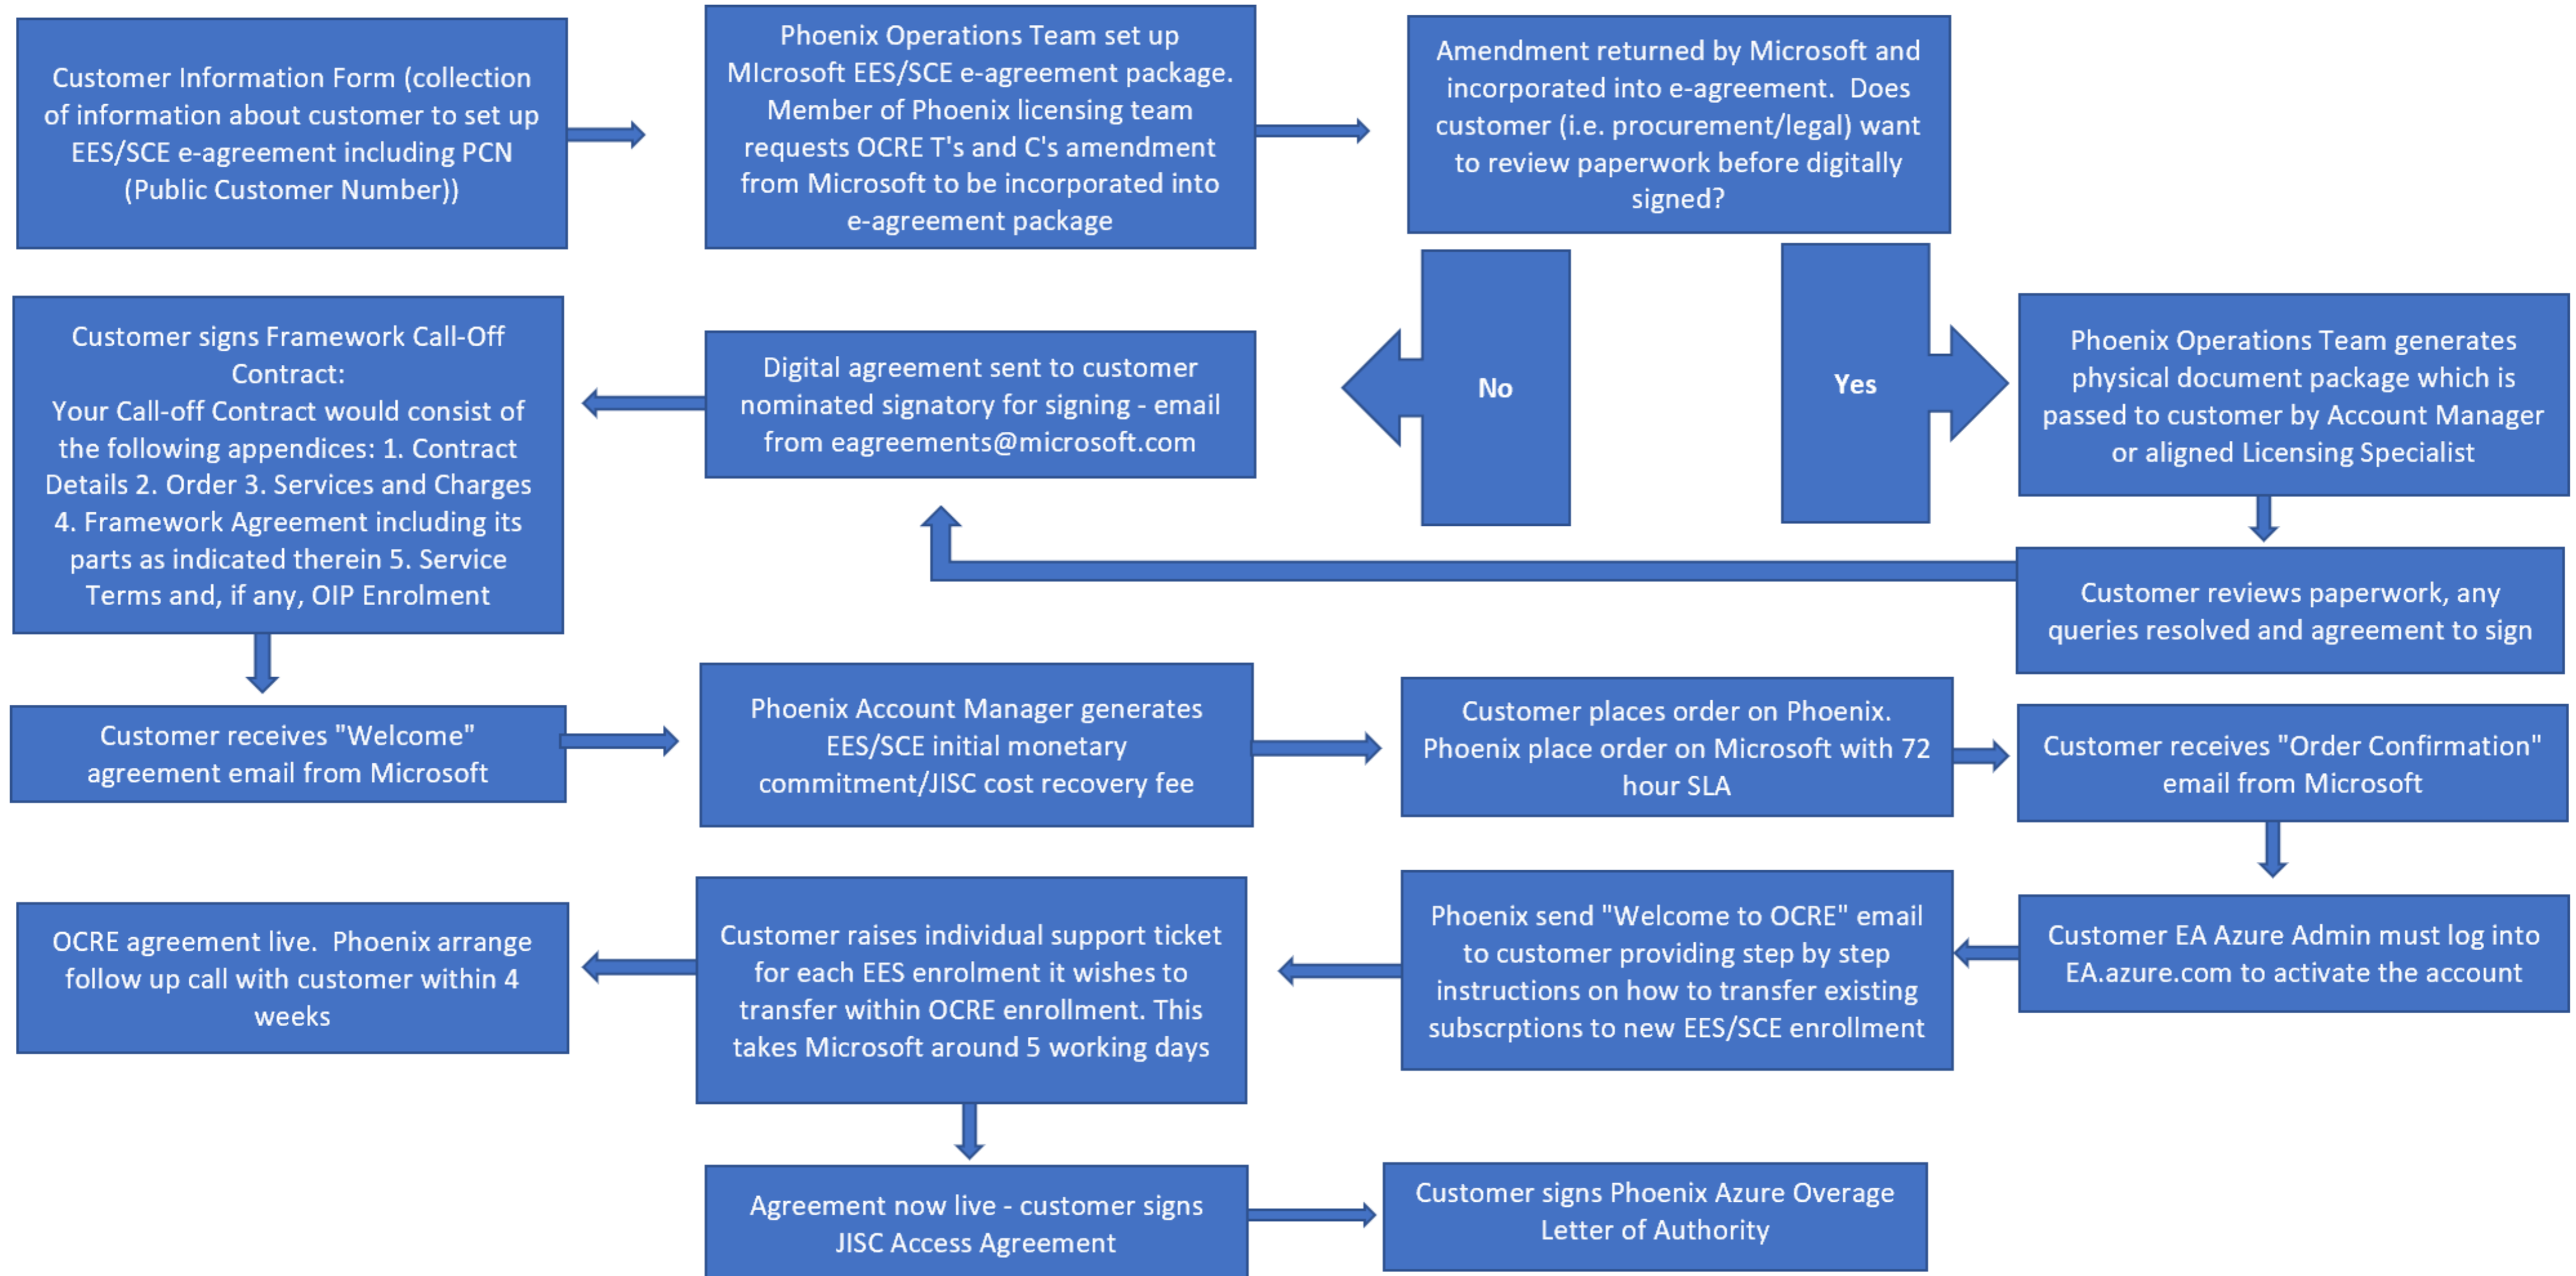 Customer Information Form (collection
of information about customer to set up
EES/SCE e-agreement including PCN
(Public Customer Number))
Phoenix Operations Team set up
MIcrosoft EES/SCE e-agreement package.
Member of Phoenix licensing team
requests OCRE T's and C's amendment
from Microsoft to be incorporated into
e-agreement package
Amendment returned by Microsoft and
incorporated into e-agreement.  Does
customer (i.e. procurement/legal) want
to review paperwork before digitally
signed?
No
Yes
Phoenix Operations Team generates
physical document package which is
passed to customer by Account Manager
or aligned Licensing Specialist
Customer reviews paperwork, any
queries resolved and agreement to sign
Digital agreement sent to customer
nominated signatory for signing - email
from eagreements@microsoft.com
Customer signs Framework Call-Off
Contract:
Your Call-off Contract would consist of
the following appendices: 1. Contract
Details 2. Order 3. Services and Charges
4. Framework Agreement including its
parts as indicated therein 5. Service
Terms and, if any, OIP Enrolment
Customer receives "Welcome"
agreement email from Microsoft
Phoenix Account Manager generates
EES/SCE initial monetary
commitment/JISC cost recovery fee
Customer places order on Phoenix.
Phoenix place order on Microsoft with 72
hour SLA
Customer receives "Order Confirmation"
email from Microsoft
Customer EA Azure Admin must log into
EA.azure.com to activate the account
Phoenix send "Welcome to OCRE" email
to customer providing step by step
instructions on how to transfer existing
subscrptions to new EES/SCE enrollment
Customer raises individual support ticket
for each EES enrolment it wishes to
transfer within OCRE enrollment. This
takes Microsoft around 5 working days
OCRE agreement live.  Phoenix arrange
follow up call with customer within 4
weeks
Agreement now live - customer signs
JISC Access Agreement
Customer signs Phoenix Azure Overage
Letter of Authority